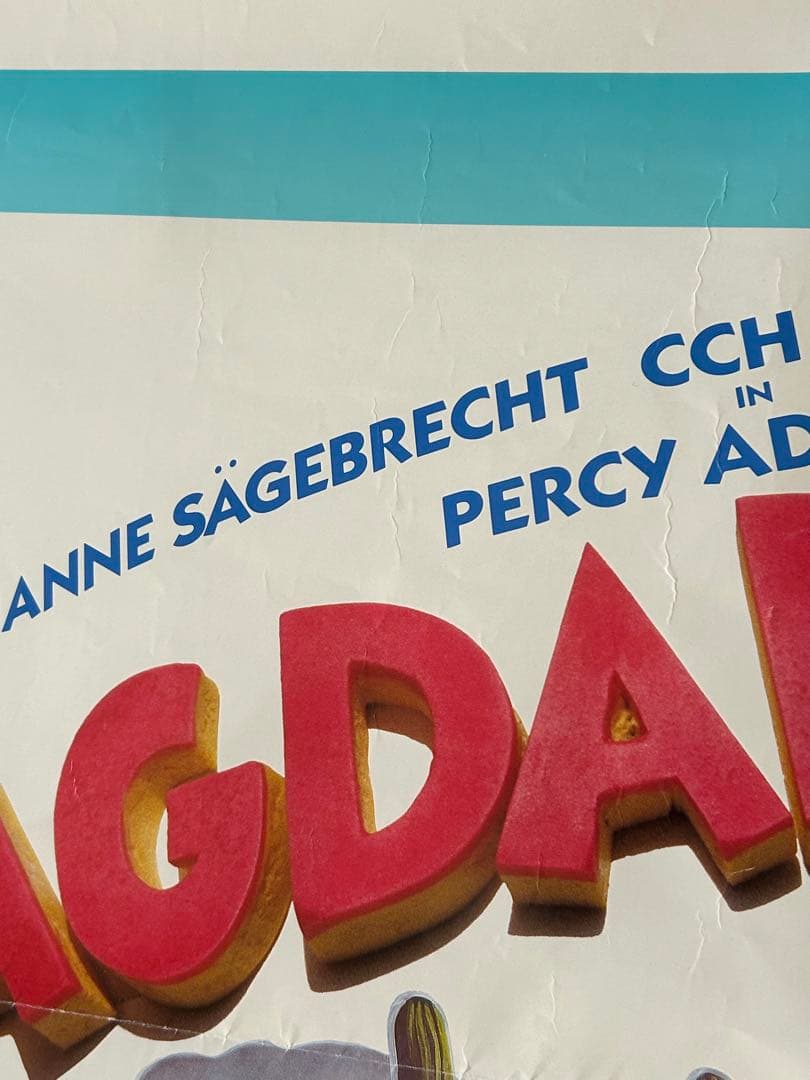 ANNE SÄGEBRECHT CCH
IN
PERCY AD
AGDA